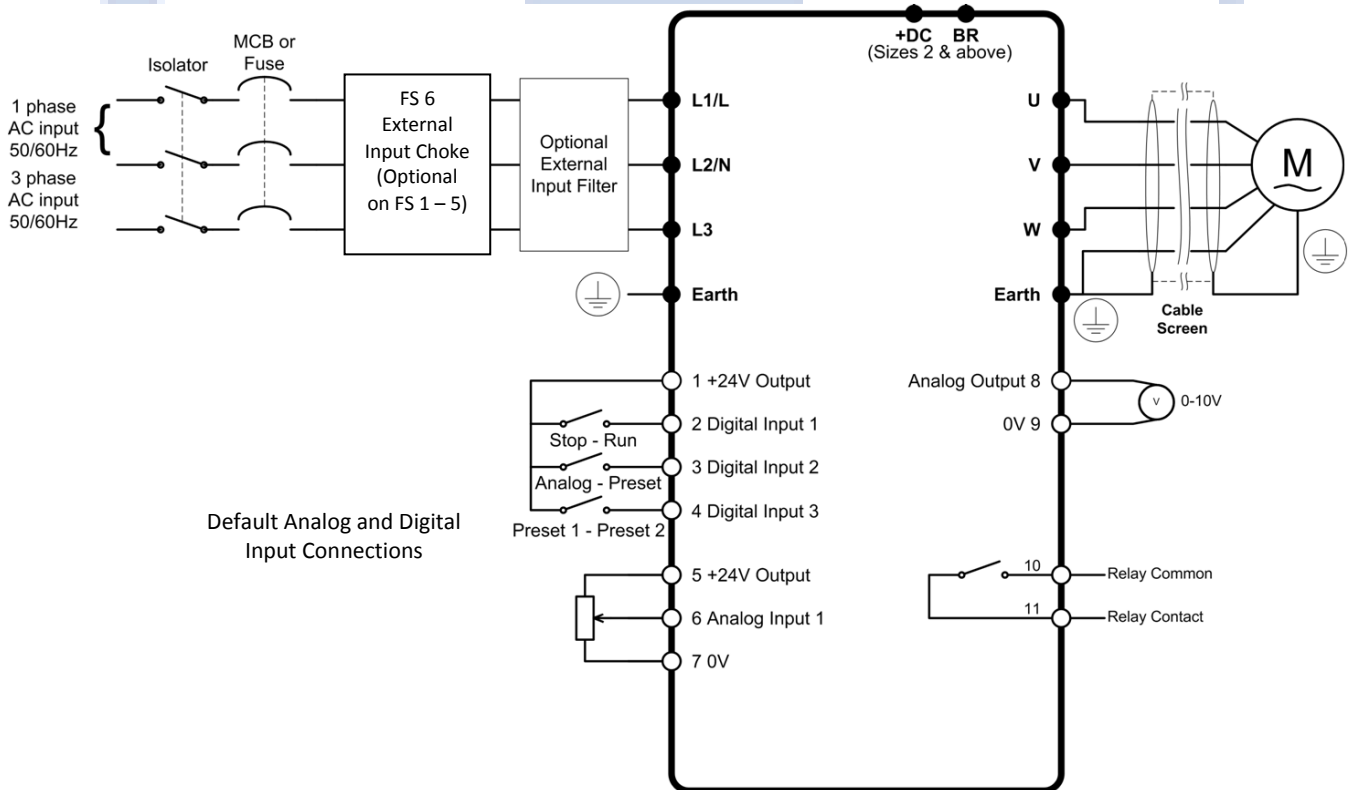 +DC BR
(Sizes 2 & above)
MCB or
Fuse
Isolator
1 phase
AC input
50/60Hz
{
3 phase
AC input
50/60Hz
FS 6
External
Input Choke
(Optional
on FS 1 – 5)
Optional
External
Input Filter
L1/L
L2/N
L3
Earth
U
V
W
Earth
M
Cable
Screen
1 +24V Output
2 Digital Input 1
Stop - Run
3 Digital Input 2
Analog - Preset
4 Digital Input 3
Preset 1 - Preset 2
Default Analog and Digital
Input Connections
5 +24V Output
6 Analog Input 1
7 0V
Analog Output 8
V
0-10V
0V 9
10
Relay Common
11
Relay Contact